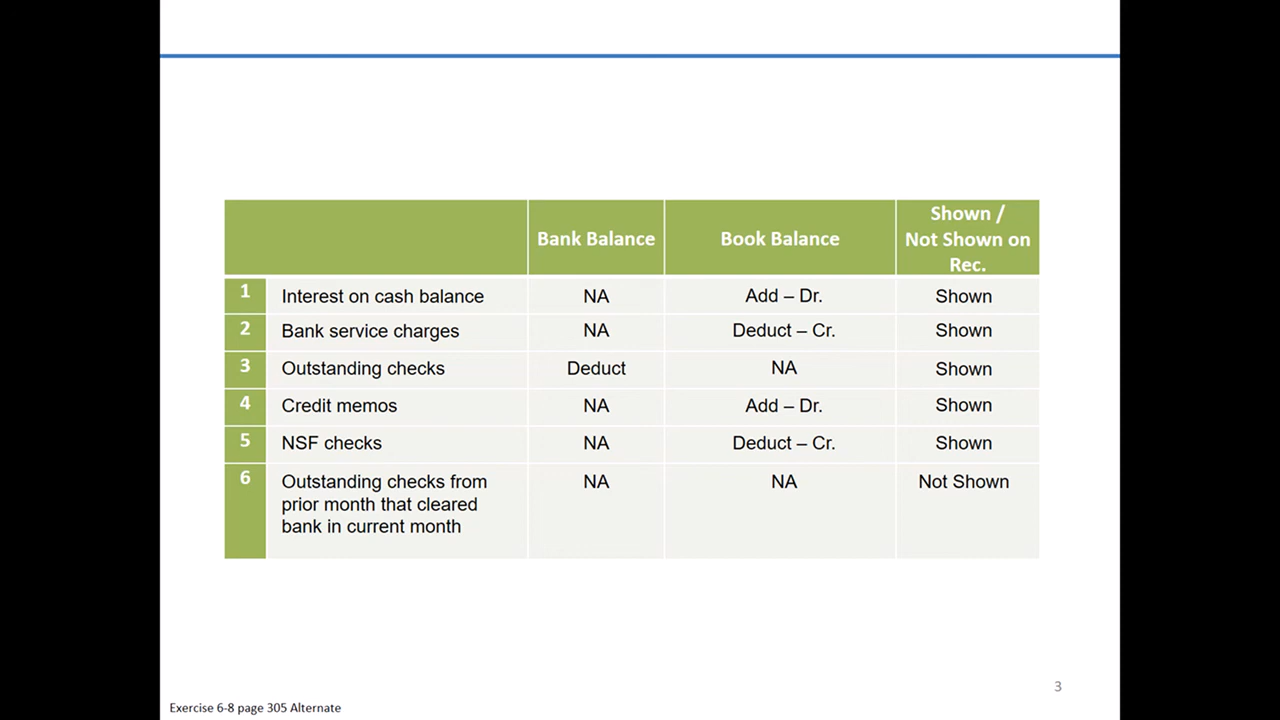 Bank Balance Book Balance Shown /
Not Shown on
Rec.
1 Interest on cash balance NA Add – Dr. Shown
2 Bank service charges NA Deduct – Cr. Shown
3 Outstanding checks Deduct NA Shown
4 Credit memos NA Add – Dr. Shown
5 NSF checks NA Deduct – Cr. Shown
6 Outstanding checks from NA NA Not Shown
prior month that cleared
bank in current month
3
Exercise 6-8 page 305 Alternate